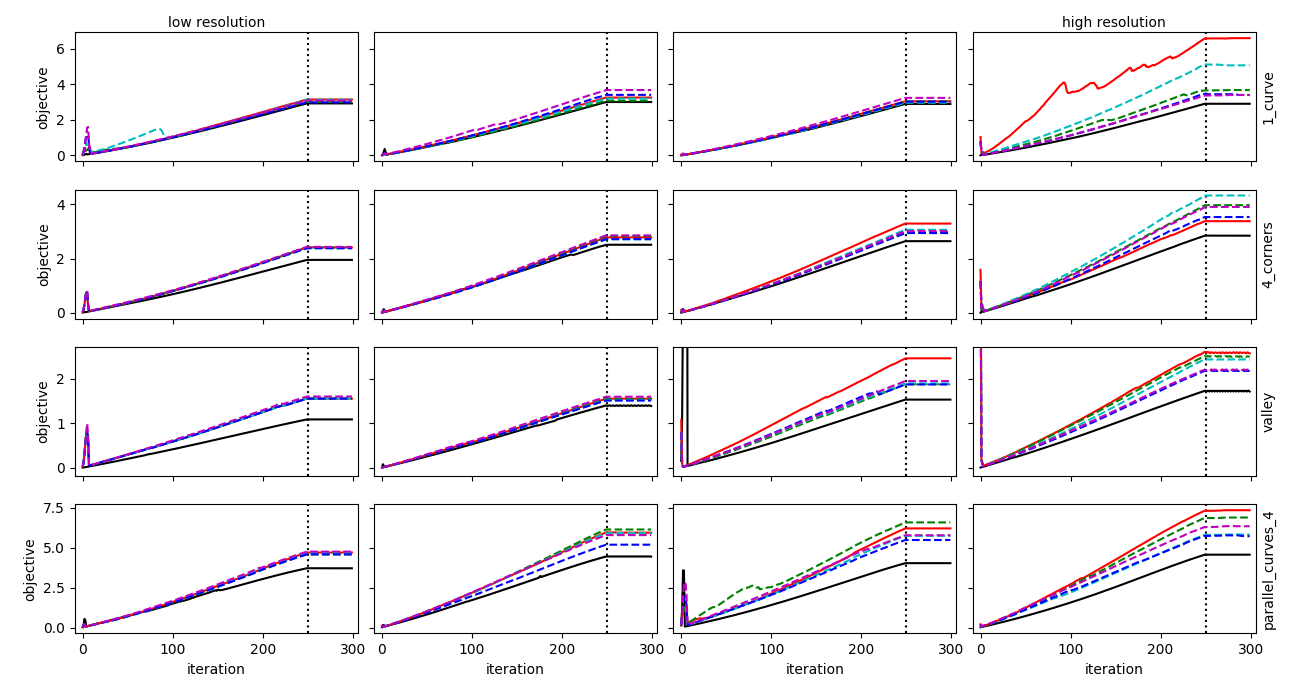 low resolution
high resolution
objective
6
4
2
0
1_curve
objective
4
2
0
4_corners
objective
2
1
0
valley
objective
7.5
5.0
2.5
0.0
parallel_curves_4
0 100 200 300
0 100 200 300
0 100 200 300
0 100 200 300
iteration
iteration
iteration
iteration